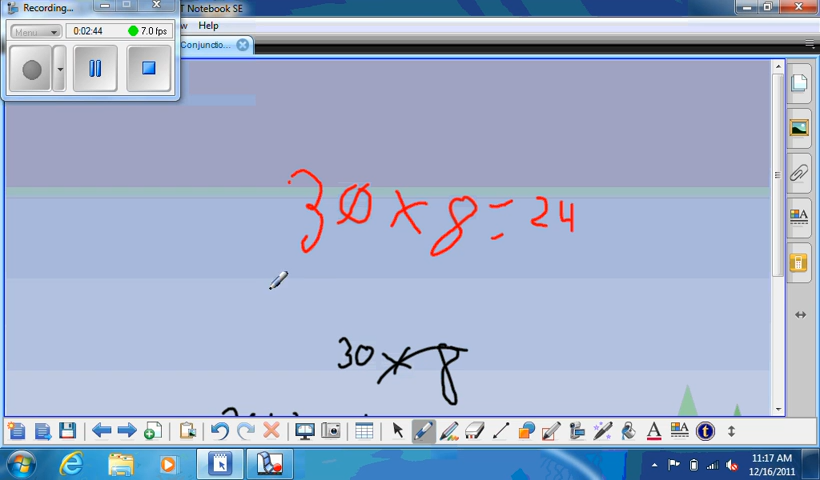 Recording...
T Notebook SE
Menu 0:02:44 7.0 fps
Help
Conjunctio...
30 x 8 = 24
30 x 8
11:17 AM
12/16/2011